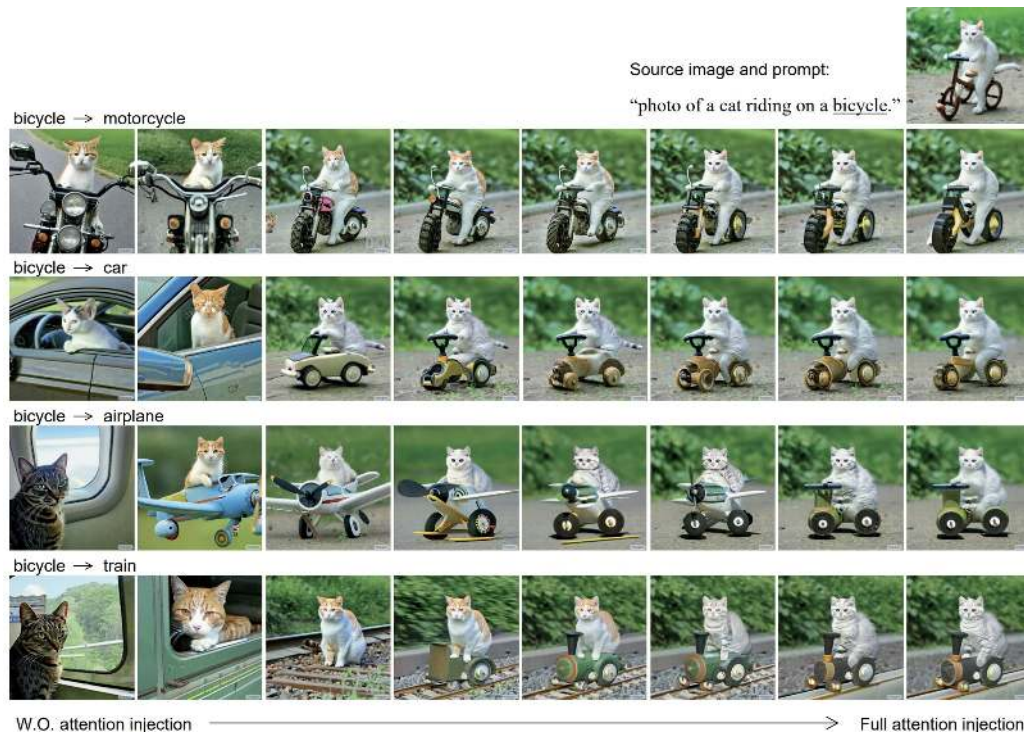 Source image and prompt:
“photo of a cat riding on a bicycle.”
bicycle → motorcycle
bicycle → car
bicycle → airplane
bicycle → train
W.O. attention injection → Full attention injection